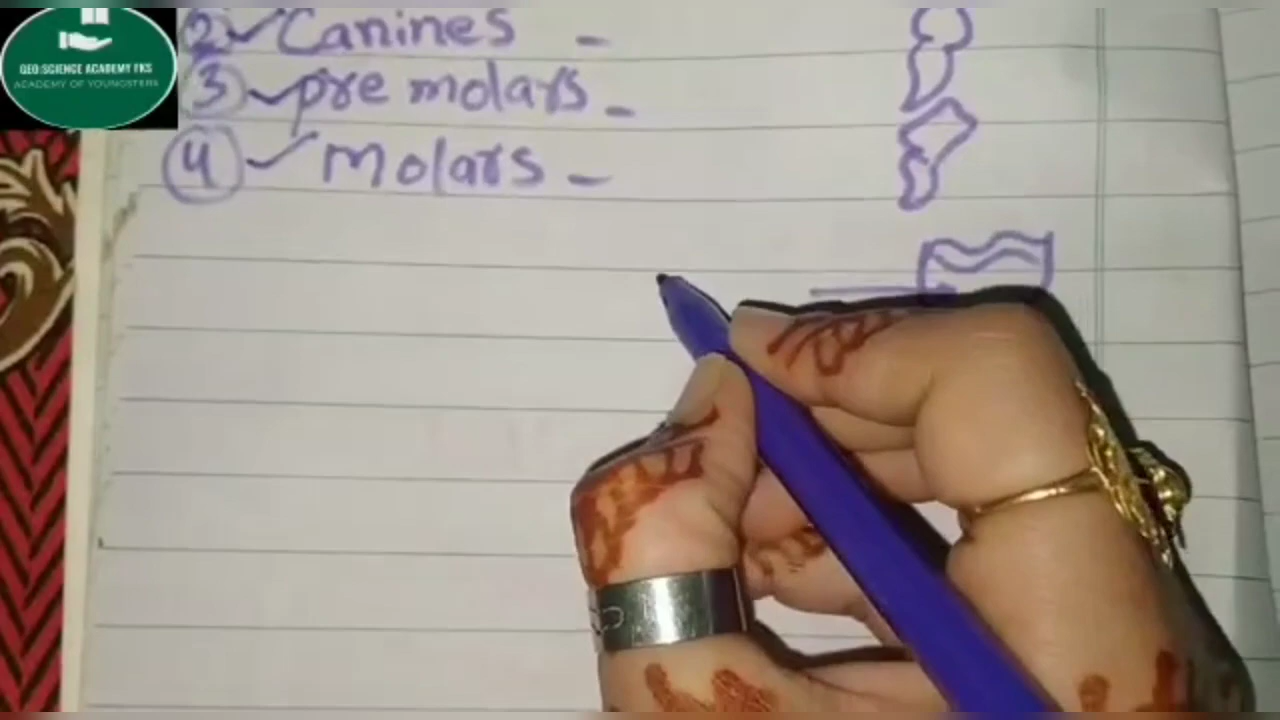 GEO:SCIENCE ACADEMY FKS
ACADEMY OF YOUNGSTERS
2 Canines -
3 pre molars -
4 Molars -